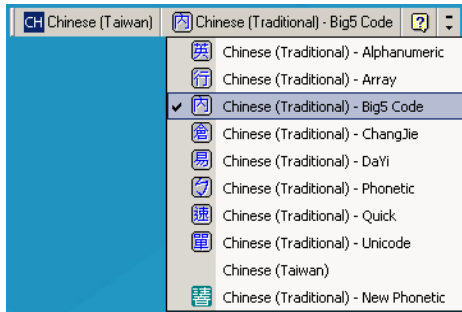 CH Chinese (Taiwan) 內 Chinese (Traditional) - Big5 Code
英 Chinese (Traditional) - Alphanumeric
行 Chinese (Traditional) - Array
內 Chinese (Traditional) - Big5 Code
倉 Chinese (Traditional) - ChangJie
易 Chinese (Traditional) - DaYi
ㄅ Chinese (Traditional) - Phonetic
速 Chinese (Traditional) - Quick
單 Chinese (Traditional) - Unicode
Chinese (Taiwan)
Chinese (Traditional) - New Phonetic